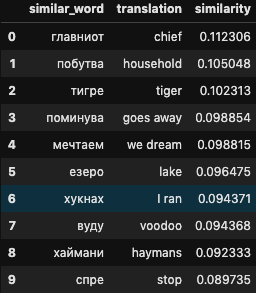 similar_word translation similarity
0 главниот chief 0.112306
1 побутва household 0.105048
2 тигре tiger 0.102313
3 поминува goes away 0.098854
4 мечтаем we dream 0.098815
5 езеро lake 0.096475
6 хукнах I ran 0.094371
7 вуду voodoo 0.094368
8 хаймани haymans 0.092333
9 спре stop 0.089735